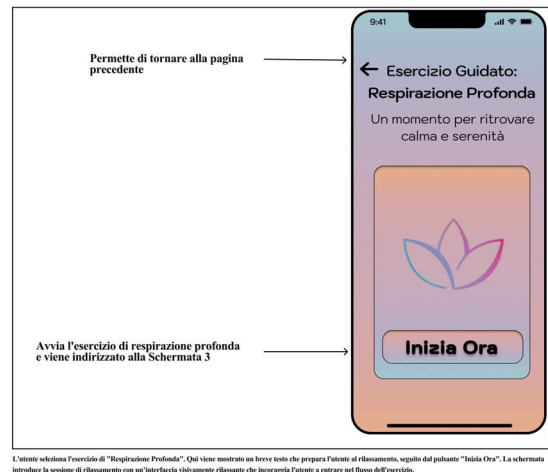 9:41
Permette di tornare alla pagina
precedente
Esercizio Guidato:
Respirazione Profonda
Un momento per ritrovare
calma e serenità
Avvia l'esercizio di respirazione profonda
e viene indirizzato alla Schermata 3
Inizia Ora
L'utente seleziona l'esercizio di "Respirazione Profonda". Qui viene mostrato un breve testo che prepara l'utente al rilassamento, seguito dal pulsante "Inizia Ora". La schermata
introduce la sessione di rilassamento con un'interfaccia visivamente rilassante che incoraggia l'utente a entrare nel flusso dell'esercizio.